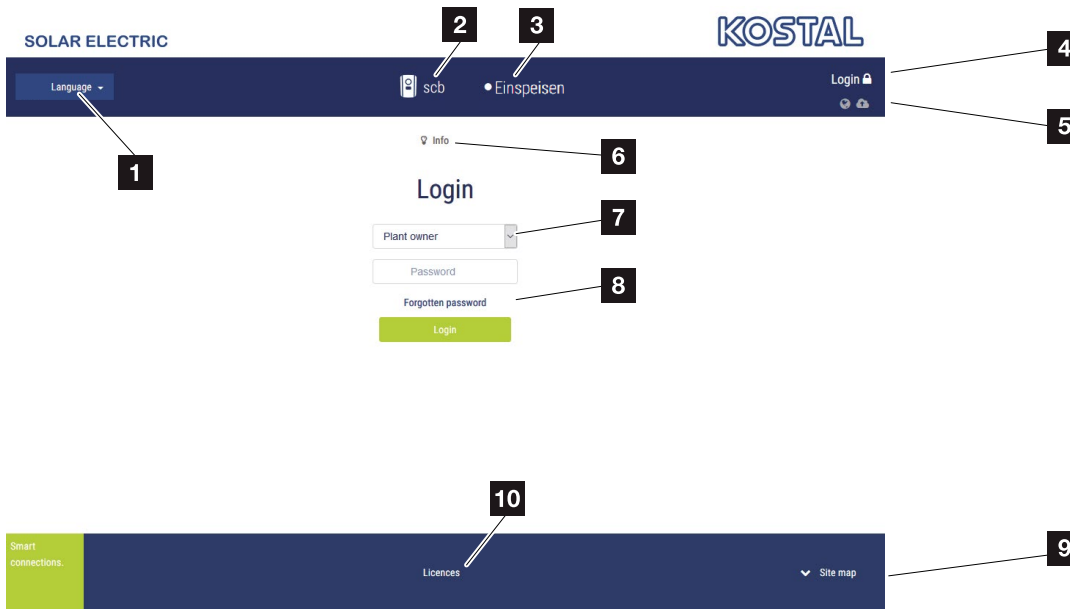 2
3
SOLAR ELECTRIC
KOSTAL
4
Language
scb
Einspeisen
Login
5
Info
6
1
Login
7
Plant owner
Password
8
Forgotten password
Login
10
Smart
connections.
9
Licences
Site map